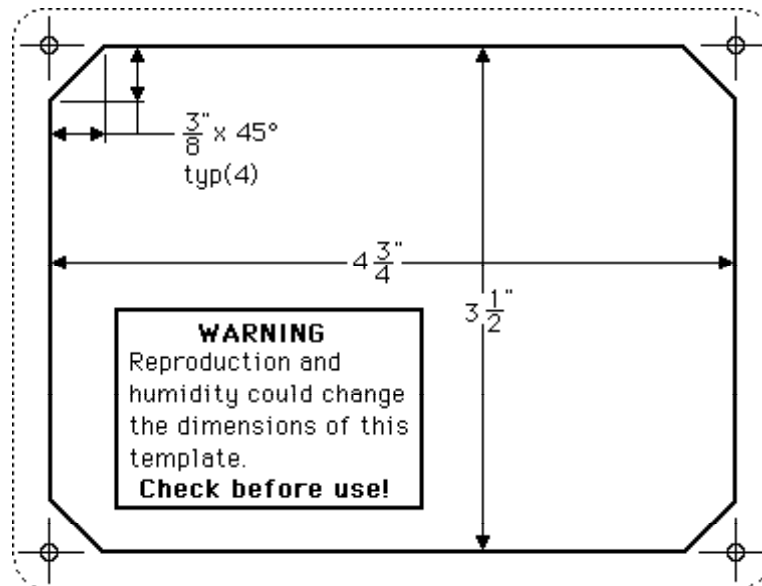 3/8" x 45°
typ(4)
4 3/4"
3 1/2"
WARNING
Reproduction and
humidity could change
the dimensions of this
template.
Check before use!